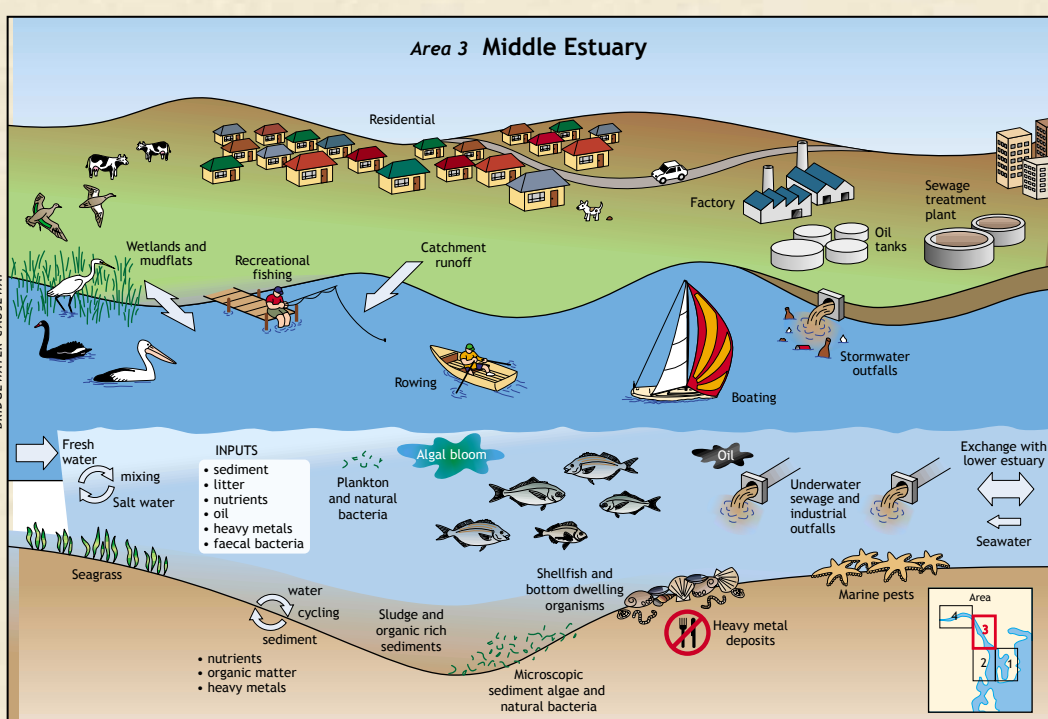 Area 3 Middle Estuary
Residential
Factory
Sewage
treatment
plant
Oil
tanks
Wetlands and
mudflats
Recreational
fishing
Catchment
runoff
Rowing
Boating
Stormwater
outfalls
Fresh
water
mixing
Salt water
INPUTS
• sediment
• litter
• nutrients
• oil
• heavy metals
• faecal bacteria
Plankton
and natural
bacteria
Algal bloom
Oil
Underwater
sewage and
industrial
outfalls
Exchange with
lower estuary
Seawater
Seagrass
water
cycling
sediment
• nutrients
• organic matter
• heavy metals
Sludge and
organic rich
sediments
Shellfish and
bottom dwelling
organisms
Microscopic
sediment algae and
natural bacteria
Heavy metal
deposits
Marine pests
Area
4
3
2
1